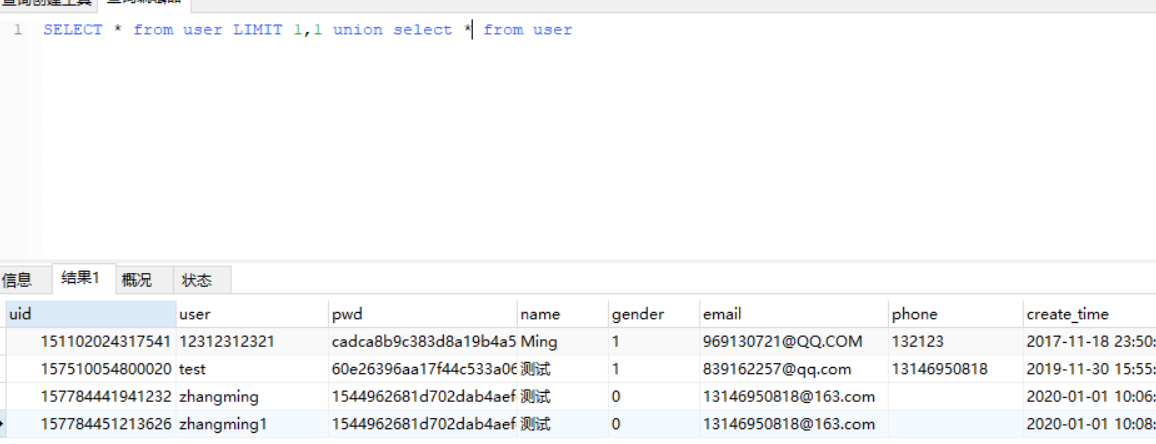 查询创建工具 查询编辑器
1 SELECT * from user LIMIT 1,1 union select * from user
信息 结果1 概况 状态
uid user pwd name gender email phone create_time
151102024317541 12312312321 cadca8b9c383d8a19b4a5 Ming 1 969130721@QQ.COM 132123 2017-11-18 23:50:
157510054800020 test 60e26396aa17f44c533a06 测试 1 839162257@qq.com 13146950818 2019-11-30 15:55:
157784441941232 zhangming 1544962681d702dab4aef 测试 0 13146950818@163.com 2020-01-01 10:06:
157784451213626 zhangming1 1544962681d702dab4aef 测试 0 13146950818@163.com 2020-01-01 10:08: